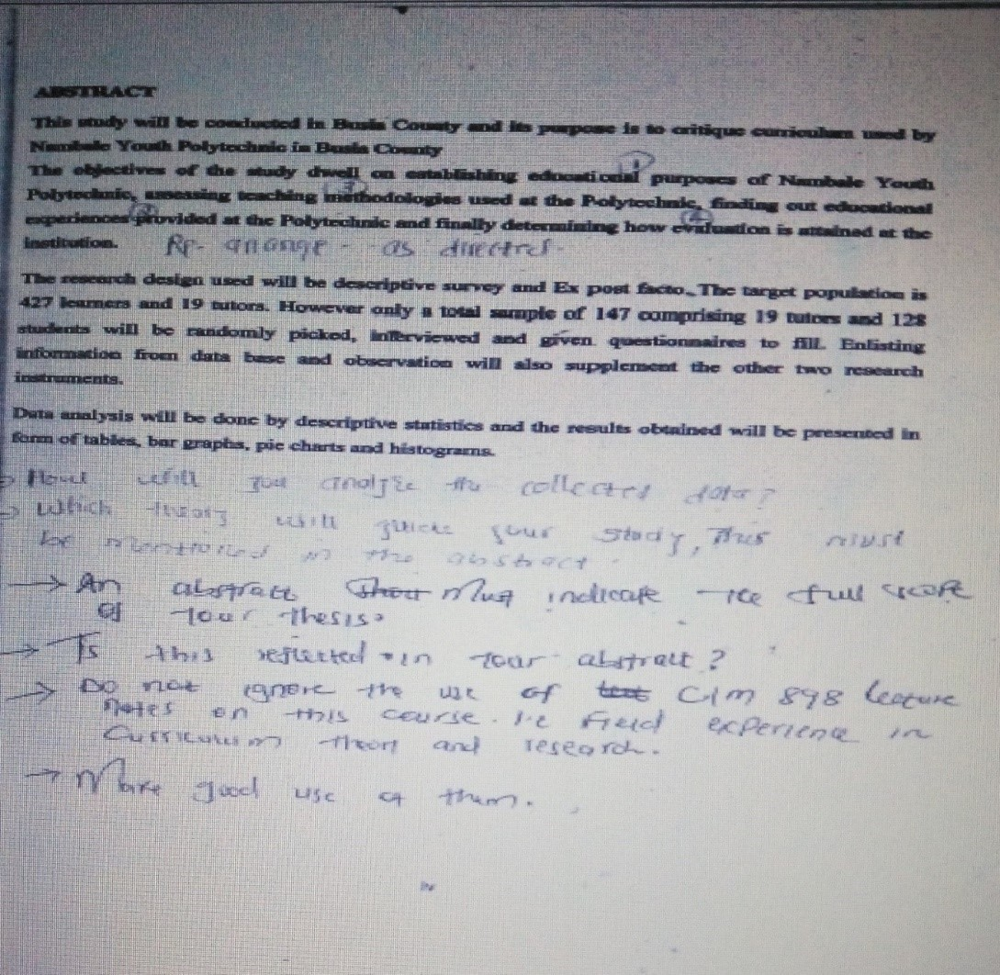 ABSTRACT
This study will be conducted in Busia County and its purpose is to critique curriculum used by
Nambale Youth Polytechnic in Busia County
1
The objectives of the study dwell on establishing educational purposes of Nambale Youth
3
Polytechnic, assessing teaching methodologies used at the Polytechnic, finding out educational
experiences provided at the Polytechnic and finally determining how evaluation is attained at the
institution.
Re-arrange - as directed-
The research design used will be descriptive survey and Ex post facto. The target population is
427 learners and 19 tutors. However only a total sample of 147 comprising 19 tutors and 128
students will be randomly picked, interviewed and given questionnaires to fill. Enlisting
information from data base and observation will also supplement the other two research
instruments.
Data analysis will be done by descriptive statistics and the results obtained will be presented in
form of tables, bar graphs, pie charts and histograms.
How will you analyze the collected data?
Which theory will guide your study, This must
be mentioned in the abstract.
→ An abstract must indicate the full scope
of your thesis.
→ Is this reflected in your abstract?
→ Do not ignore the use of CIM 898 lecture
notes on this course. i.e field experience in
Curriculum theory and research.
→ Make good use of them.
iv